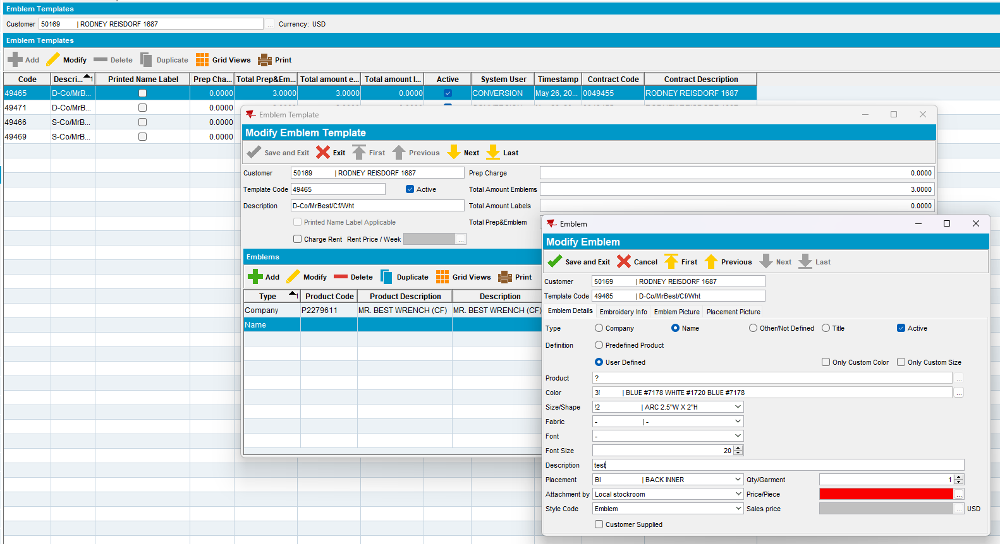 Emblem Templates
Customer 50169 | RODNEY REISDORF 1687 ... Currency: USD
Emblem Templates
Add Modify Delete Duplicate Grid Views Print
Code Descri... 1 Printed Name Label Prep Cha... Total Prep&Em... Total amount e... Total amount l... Active System User Timestamp Contract Code Contract Description
49465 D-Co/MrB... 0.0000 3.0000 3.0000 0.0000 CONVERSION May 26, 20... 0049455 RODNEY REISDORF 1687
49471 D-Co/MrB... 0.0000
49466 S-Co/MrB... 0.0000
49469 S-Co/MrB... 0.0000
Emblem Template
Modify Emblem Template
Save and Exit Exit First Previous Next Last
Customer 50169 | RODNEY REISDORF 1687 Prep Charge 0.0000
Template Code 49465 Active Total Amount Emblems 3.0000
Description D-Co/MrBest/Cf/Wht Total Amount Labels 0.0000
Printed Name Label Applicable Total Prep&Emblem
Charge Rent Rent Price / Week ...
Emblems
Add Modify Delete Duplicate Grid Views Print
Type 1 Product Code Product Description Description
Company P2279611 MR. BEST WRENCH (CF) MR. BEST WRENCH (CF)
Name
Emblem
Modify Emblem
Save and Exit Cancel First Previous Next Last
Customer 50169 | RODNEY REISDORF 1687
Template Code 49465 | D-Co/MrBest/Cf/Wht
Emblem Details Embroidery Info Emblem Picture Placement Picture
Type Company Name Other/Not Defined Title Active
Definition Predefined Product
User Defined Only Custom Color Only Custom Size
Product ? ...
Color 3! | BLUE #7178 WHITE #1720 BLUE #7178 ...
Size/Shape !2 | ARC 2.5"W X 2"H
Fabric - | -
Font -
Font Size 20
Description test
Placement BI | BACK INNER Qty/Garment 1
Attachment by Local stockroom Price/Piece ...
Style Code Emblem Sales price ... USD
Customer Supplied